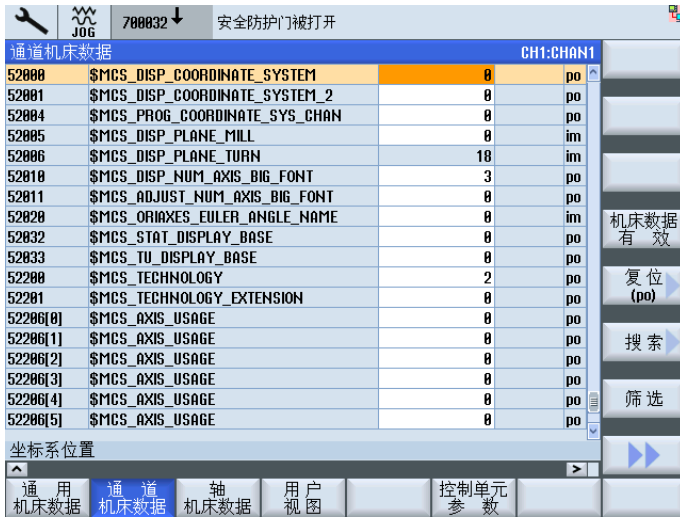 JOG
700032 安全防护门被打开
通道机床数据 CH1:CHAN1
52000 $MCS_DISP_COORDINATE_SYSTEM 0 po
52001 $MCS_DISP_COORDINATE_SYSTEM_2 0 po
52004 $MCS_PROG_COORDINATE_SYS_CHAN 0 po
52005 $MCS_DISP_PLANE_MILL 0 im
52006 $MCS_DISP_PLANE_TURN 18 im
52010 $MCS_DISP_NUM_AXIS_BIG_FONT 3 po
52011 $MCS_ADJUST_NUM_AXIS_BIG_FONT 0 po
52020 $MCS_ORIAXES_EULER_ANGLE_NAME 0 im
52032 $MCS_STAT_DISPLAY_BASE 0 po
52033 $MCS_TU_DISPLAY_BASE 0 po
52200 $MCS_TECHNOLOGY 2 po
52201 $MCS_TECHNOLOGY_EXTENSION 0 po
52206[0] $MCS_AXIS_USAGE 0 po
52206[1] $MCS_AXIS_USAGE 0 po
52206[2] $MCS_AXIS_USAGE 0 po
52206[3] $MCS_AXIS_USAGE 0 po
52206[4] $MCS_AXIS_USAGE 0 po
52206[5] $MCS_AXIS_USAGE 0 po
坐标系位置
机床数据
有 效
复位
(po)
搜索
筛选
通 用
机床数据
通 道
机床数据
轴
机床数据
用户
视图
控制单元
参 数